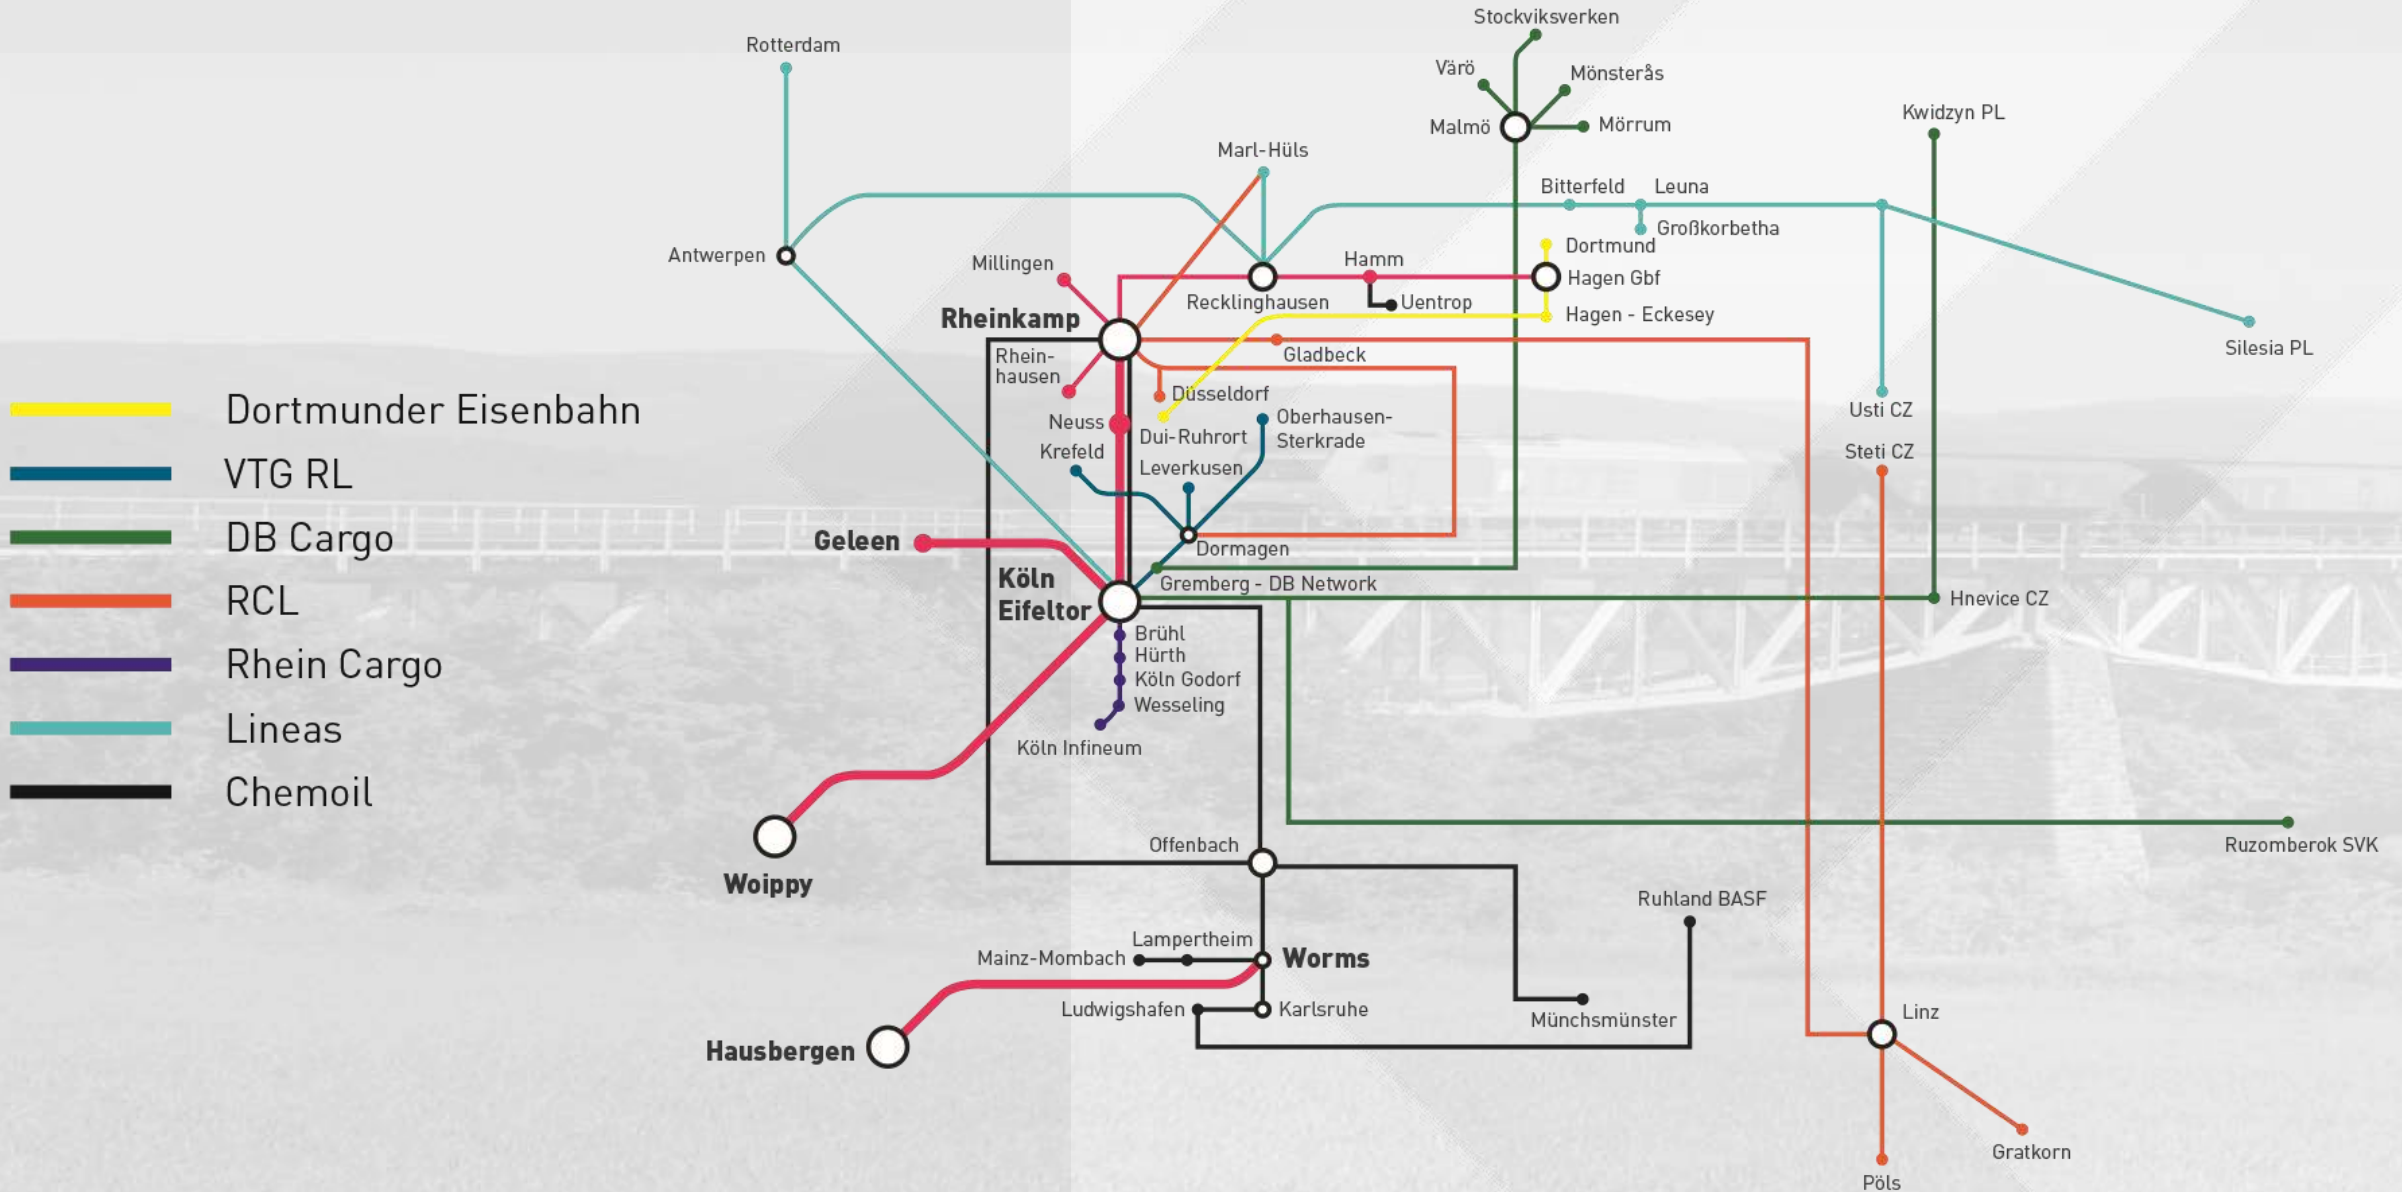 Stockviksverken
Rotterdam
Värö
Mönsterås
Malmö
Mörrum
Kwidzyn PL
Marl-Hüls
Bitterfeld
Leuna
Großkorbetha
Antwerpen
Millingen
Hamm
Dortmund
Hagen Gbf
Recklinghausen
Uentrop
Hagen - Eckesey
Rheinkamp
Rhein-
hausen
Gladbeck
Silesia PL
Düsseldorf
Usti CZ
Neuss
Dui-Ruhrort
Oberhausen-
Sterkrade
Krefeld
Leverkusen
Steti CZ
Geleen
Dormagen
Köln
Eifeltor
Gremberg - DB Network
Hnevice CZ
Brühl
Hürth
Köln Godorf
Wesseling
Köln Infineum
Offenbach
Ruzomberok SVK
Woippy
Ruhland BASF
Lampertheim
Mainz-Mombach
Worms
Ludwigshafen
Karlsruhe
Münchsmünster
Linz
Hausbergen
Gratkorn
Pöls
Dortmunder Eisenbahn
VTG RL
DB Cargo
RCL
Rhein Cargo
Lineas
Chemoil